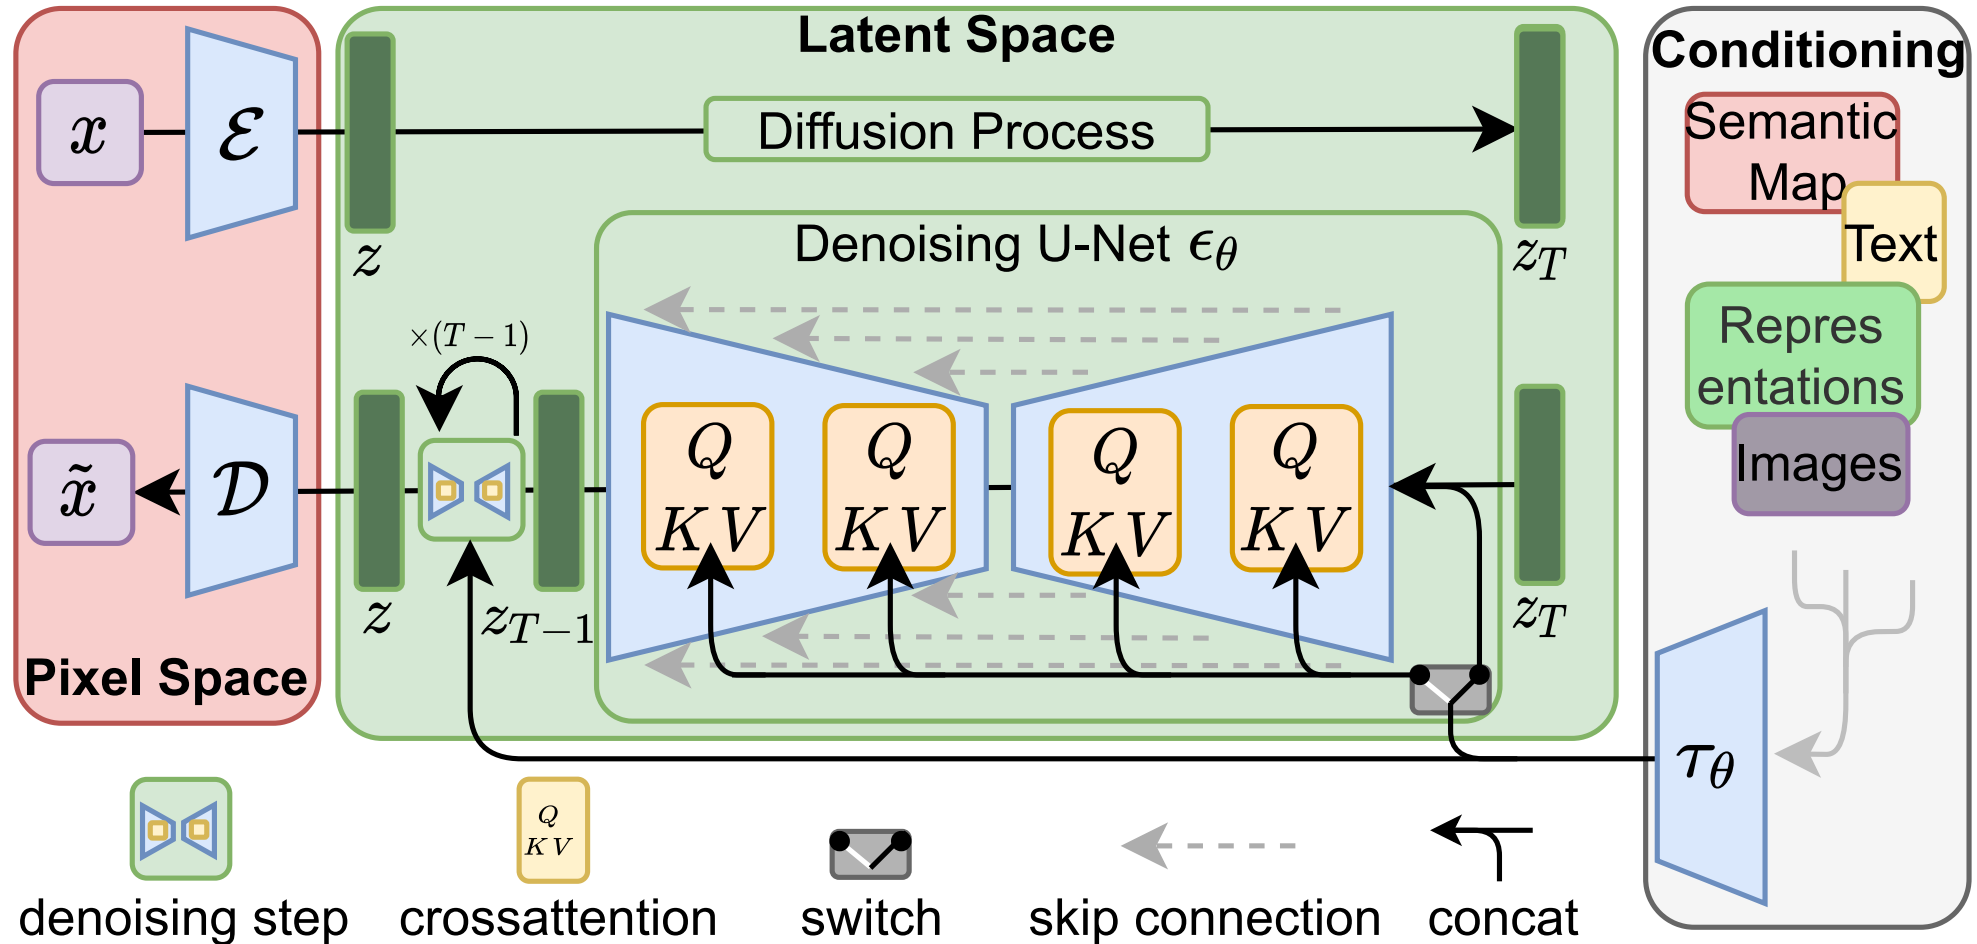 Latent Space
Conditioning
x
ℰ
Diffusion Process
Semantic
Map
Text
z
z_T
Denoising U-Net ϵ_θ
Repres
entations
Images
×(T − 1)
x̃
𝒟
Q
KV
Q
KV
Q
KV
Q
KV
z
z_{T−1}
z_T
Pixel Space
τ_θ
Q
KV
denoising step
crossattention
switch
skip connection
concat